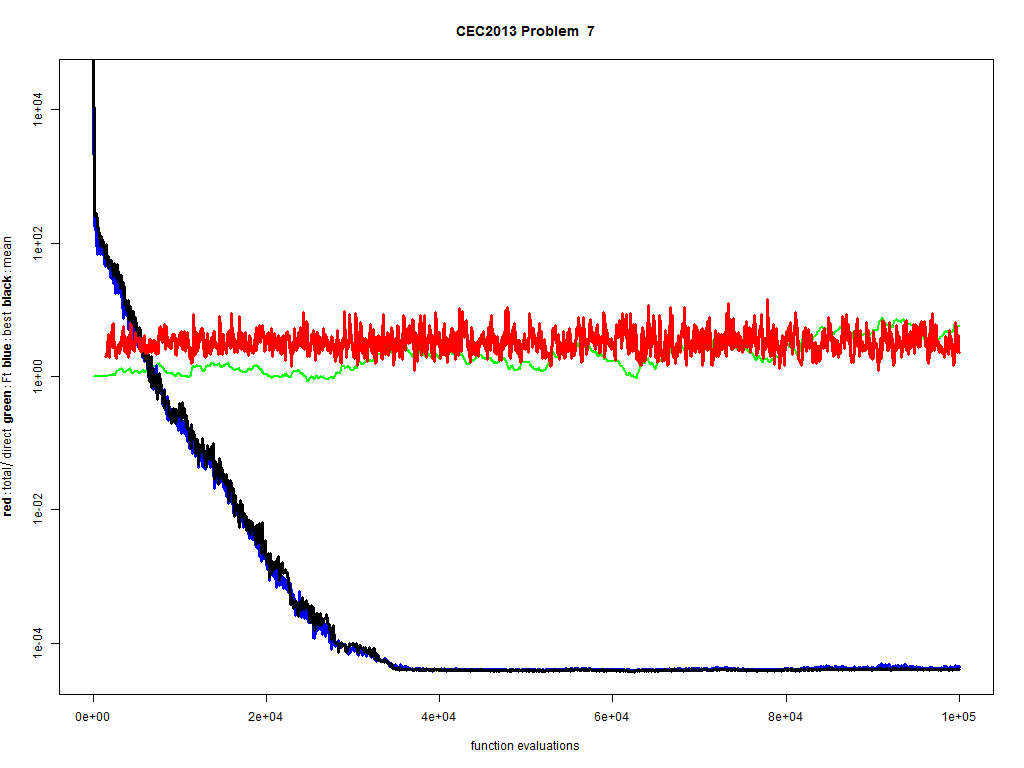 CEC2013 Problem 7
1e+04
1e+02
1e+00
1e-02
1e-04
red : total/ direct green : Ft blue : best black : mean
0e+00 2e+04 4e+04 6e+04 8e+04 1e+05
function evaluations